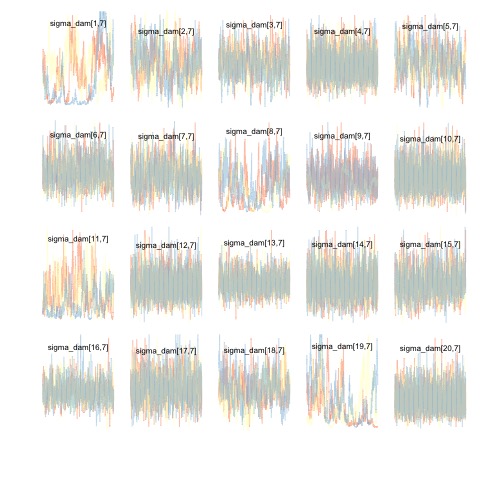 sigma_dam[1,7]
sigma_dam[2,7]
sigma_dam[3,7]
sigma_dam[4,7]
sigma_dam[5,7]
sigma_dam[6,7]
sigma_dam[7,7]
sigma_dam[8,7]
sigma_dam[9,7]
sigma_dam[10,7]
sigma_dam[11,7]
sigma_dam[12,7]
sigma_dam[13,7]
sigma_dam[14,7]
sigma_dam[15,7]
sigma_dam[16,7]
sigma_dam[17,7]
sigma_dam[18,7]
sigma_dam[19,7]
sigma_dam[20,7]